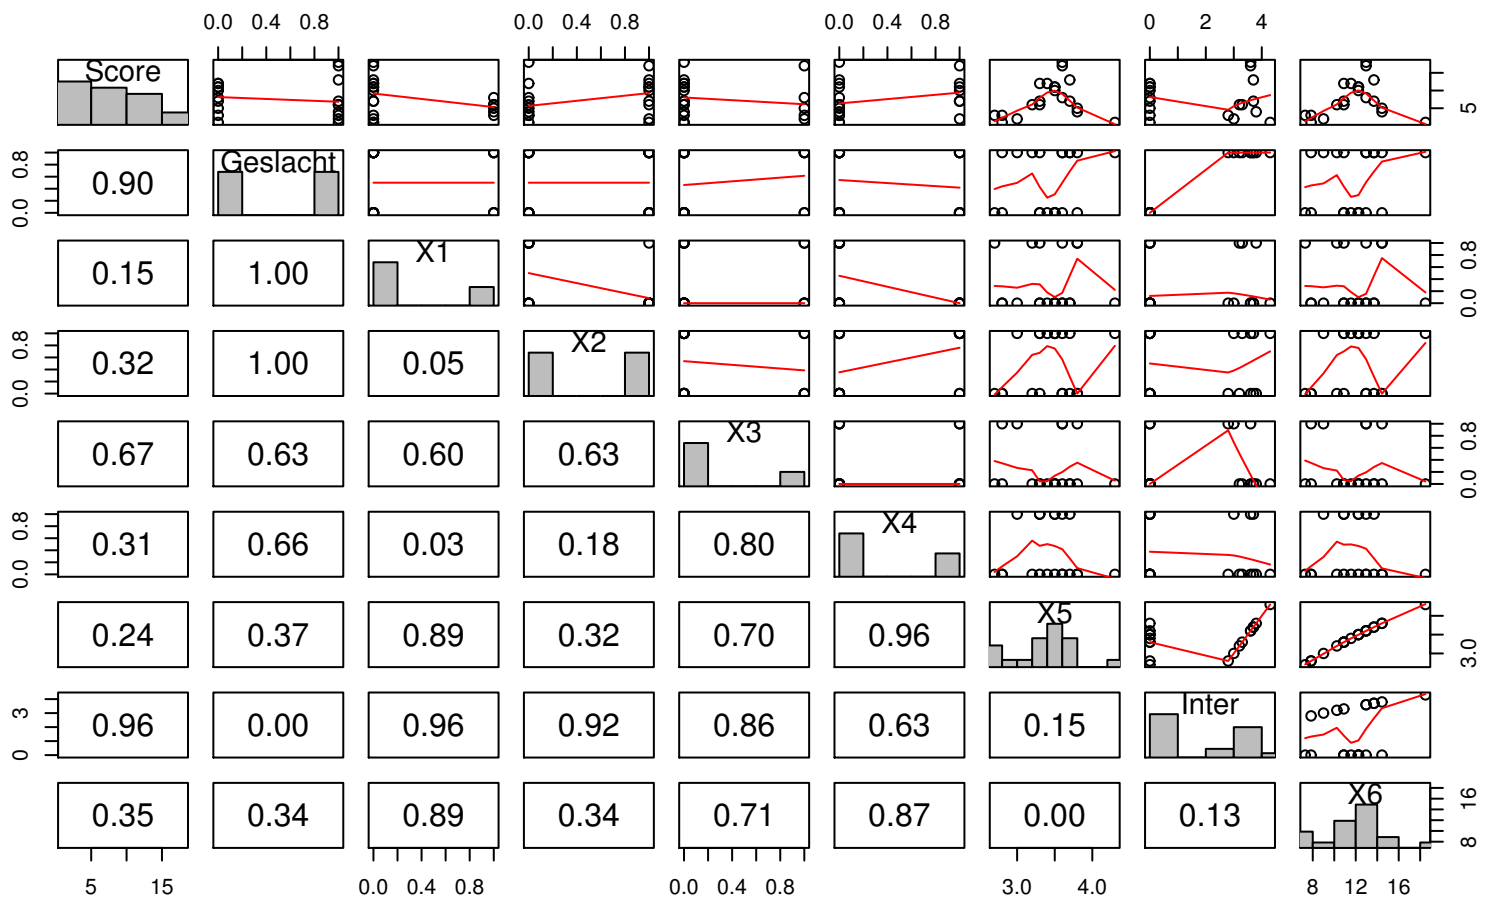 0.0 0.4 0.8 0.0 0.4 0.8 0.0 0.4 0.8 0 2 4
Score
5
0.0 0.8
0.90
Geslacht
0.15 1.00
X1
0.0 0.8
0.0 0.8
0.32 1.00 0.05
X2
0.67 0.63 0.60 0.63
X3
0.0 0.8
0.0 0.8
0.31 0.66 0.03 0.18 0.80
X4
0.24 0.37 0.89 0.32 0.70 0.96
X5
3.0
0 3
0.96 0.00 0.96 0.92 0.86 0.63 0.15
Inter
0.35 0.34 0.89 0.34 0.71 0.87 0.00 0.13
X6
8 16
5 15 0.0 0.4 0.8 0.0 0.4 0.8 3.0 4.0 8 12 16